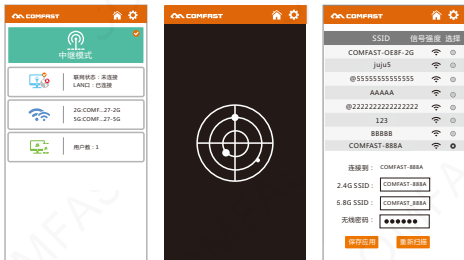 COMFAST
中继模式
联网状态：未连接
LAN口：已连接
2G:COMF...27-2G
5G:COMF...27-5G
用户数：1
COMFAST
COMFAST
SSID 信号强度 选择
COMFAST-OE8F-2G
juju5
@55555555555555
AAAAA
@2222222222222222
123
BBBBB
COMFAST-888A
连接到： COMFAST-888A
2.4G SSID： COMFAST-888A
5.8G SSID： COMFAST_888A
无线密码： ●●●●●●
保存应用 重新扫描